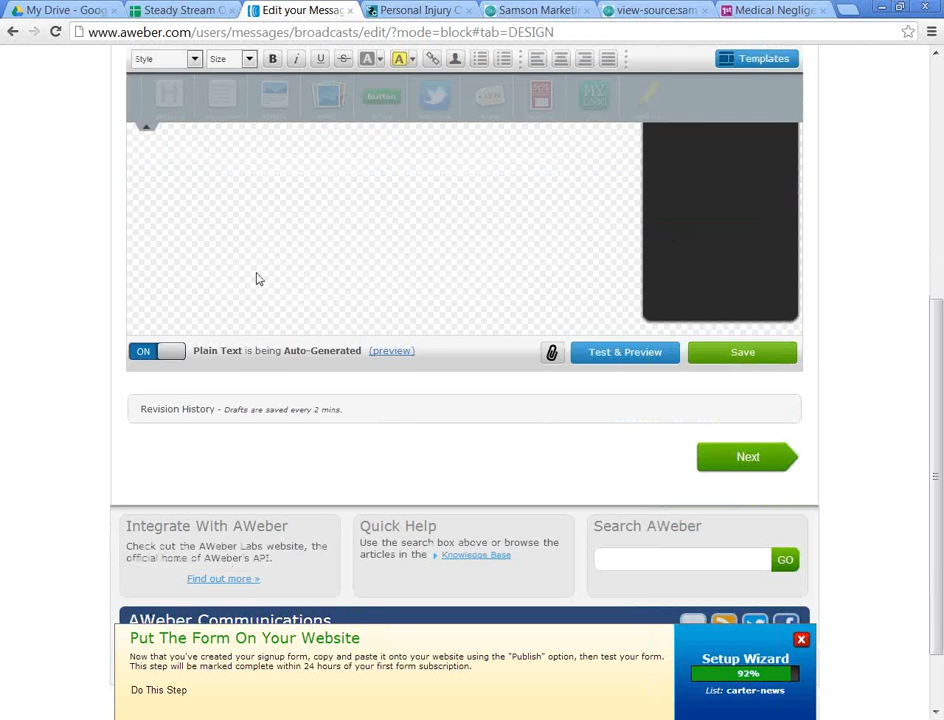 My Drive - Goog
Steady Stream O
Edit your Messag
Personal Injury C
Samson Marketi
view-source:sam
Medical Neglige
www.aweber.com/users/messages/broadcasts/edit/?mode=block#tab=DESIGN
Style
Size
B
i
U
S
A
A
Templates
H
button
MY LOGO
ON
Plain Text is being Auto-Generated (preview)
Test & Preview
Save
Revision History - Drafts are saved every 2 mins.
Next
Integrate With AWeber
Check out the AWeber Labs website, the
official home of AWeber's API.
Find out more »
Quick Help
Use the search box above or browse the
articles in the Knowledge Base
Search AWeber
GO
AWeber Communications
Put The Form On Your Website
Now that you've created your signup form, copy and paste it onto your website using the "Publish" option, then test your form.
This step will be marked complete within 24 hours of your first form subscription.
Do This Step
Setup Wizard
92%
List: carter-news